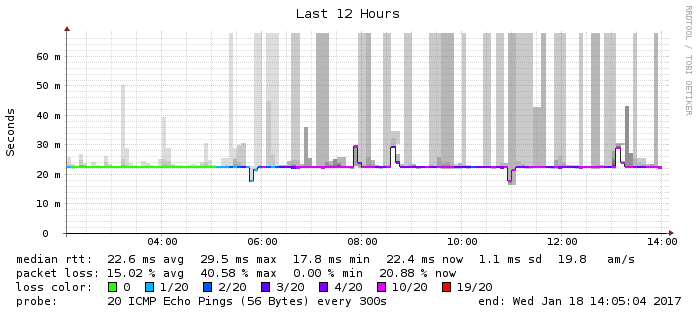 Last 12 Hours
RRDTOOL / TOBI OETIKER
Seconds
60 m
50 m
40 m
30 m
20 m
10 m
0
04:00 06:00 08:00 10:00 12:00 14:00
median rtt: 22.6 ms avg 29.5 ms max 17.8 ms min 22.4 ms now 1.1 ms sd 19.8 am/s
packet loss: 15.02 % avg 40.58 % max 0.00 % min 20.88 % now
loss color: 0 1/20 2/20 3/20 4/20 10/20 19/20
probe: 20 ICMP Echo Pings (56 Bytes) every 300s end: Wed Jan 18 14:05:04 2017